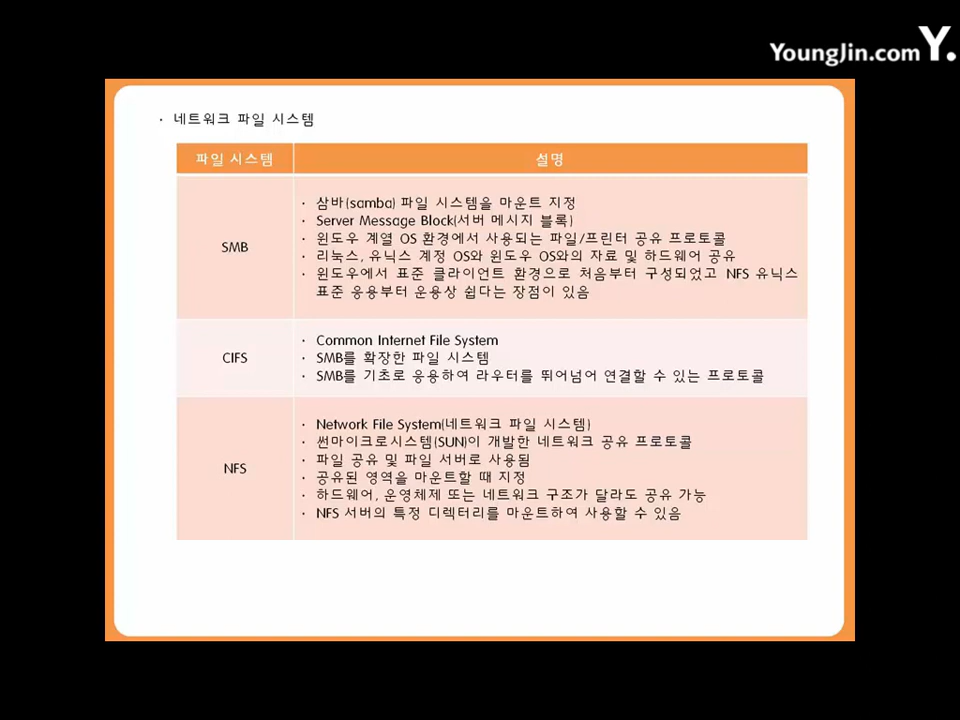 YoungJin.com Y.
· 네트워크 파일 시스템
파일 시스템 설명
SMB
· 삼바(samba) 파일 시스템을 마운트 지정
· Server Message Block(서버 메시지 블록)
· 윈도우 계열 OS 환경에서 사용되는 파일/프린터 공유 프로토콜
· 리눅스, 유닉스 계정 OS와 윈도우 OS와의 자료 및 하드웨어 공유
· 윈도우에서 표준 클라이언트 환경으로 처음부터 구성되었고 NFS 유닉스
표준 응용부터 운용상 쉽다는 장점이 있음
CIFS
· Common Internet File System
· SMB를 확장한 파일 시스템
· SMB를 기초로 응용하여 라우터를 뛰어넘어 연결할 수 있는 프로토콜
NFS
· Network File System(네트워크 파일 시스템)
· 썬마이크로시스템(SUN)이 개발한 네트워크 공유 프로토콜
· 파일 공유 및 파일 서버로 사용됨
· 공유된 영역을 마운트할 때 지정
· 하드웨어, 운영체제 또는 네트워크 구조가 달라도 공유 가능
· NFS 서버의 특정 디렉터리를 마운트하여 사용할 수 있음